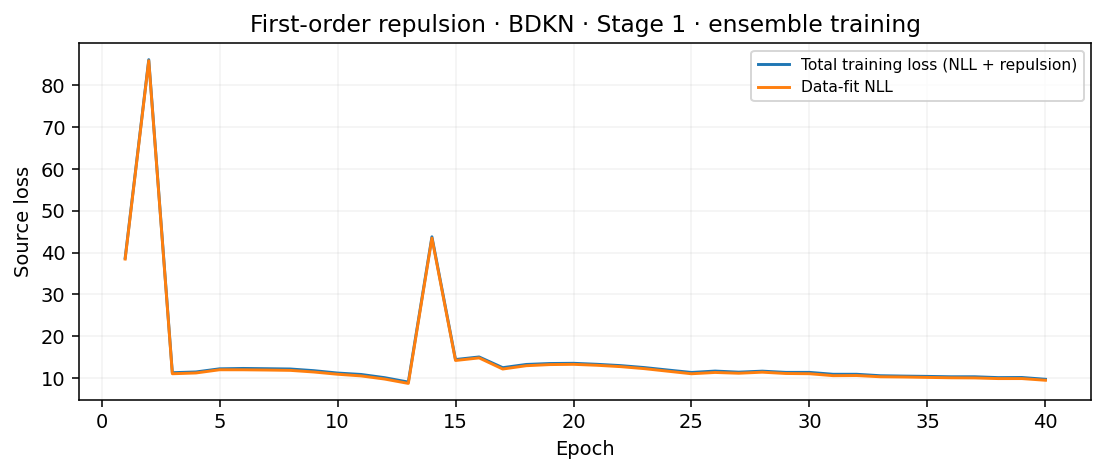 First-order repulsion · BDKN · Stage 1 · ensemble training
Total training loss (NLL + repulsion)
Data-fit NLL
Source loss
80
70
60
50
40
30
20
10
0 5 10 15 20 25 30 35 40
Epoch